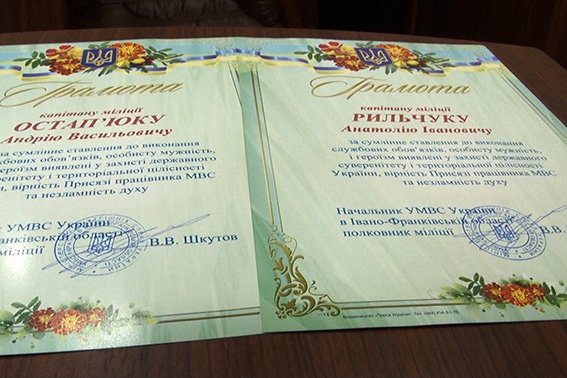 Грамота
капітану міліції
ОСТАП'ЮКУ
Андрію Васильовичу
за сумлінне ставлення до виконання
службових обов'язків, особисту мужність,
героїзм виявлені у захисті державного
суверенітету і територіальної цілісності
вірність Присязі працівника МВС
та незламність духу
УМВС України
області
міліції
В.В. Шкутов
Грамота
капітану міліції
РИЛЬЧУКУ
Анатолію Івановичу
за сумлінне ставлення до виконання
службових обов'язків, особисту мужність,
і героїзм виявлені у захисті державного
суверенітету і територіальної цілісності
України, вірність Присязі працівника МВС
та незламність духу
Начальник УМВС України
в Івано-Франківській області
полковник міліції
В.В. Шкутов